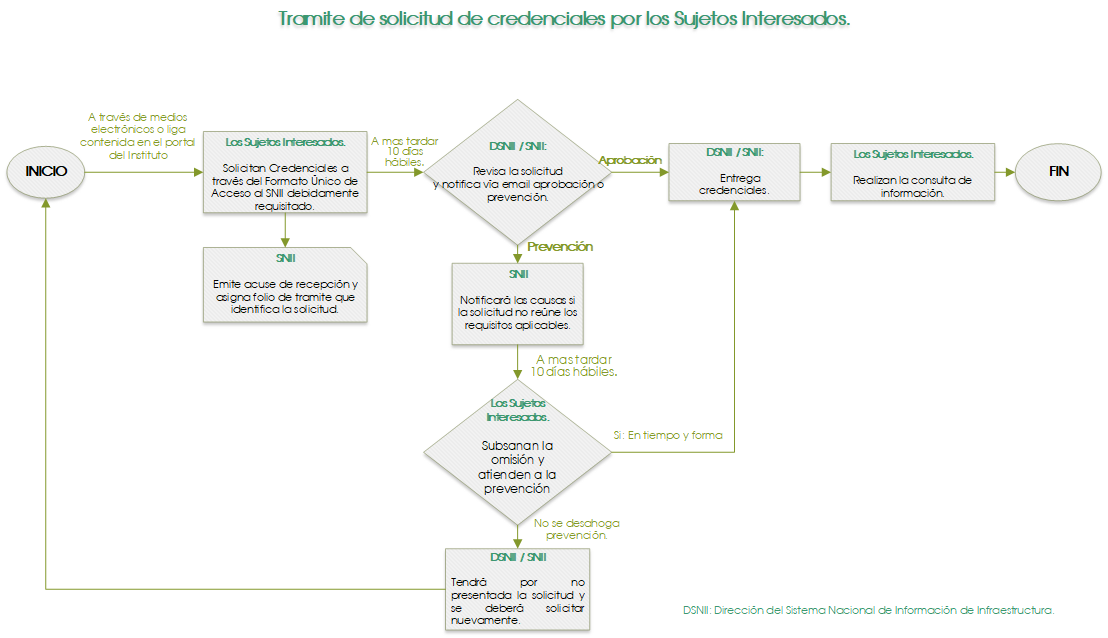 Tramite de solicitud de credenciales por los Sujetos Interesados.
A través de medios
electrónicos o liga
contenida en el portal
del Instituto
INICIO
Los Sujetos Interesados.
Solicitan Credenciales a
través del Formato Único de
Acceso al SNII debidamente
requisitado.
A mas tardar
10 días
hábiles.
DSNII / SNII:
Revisa la solicitud
y notifica vía email aprobación o
prevención.
Aprobación
DSNII / SNII:
Entrega
credenciales.
Los Sujetos Interesados.
Realizan la consulta de
información.
FIN
SNII
Emite acuse de recepción y
asigna folio de tramite que
identifica la solicitud.
Prevención
SNII
Notificará las causas si
la solicitud no reúne los
requisitos aplicables.
A mas tardar
10 días hábiles.
Los Sujetos
Interesados.
Subsanan la
omisión y
atienden a la
prevención
Si: En tiempo y forma
No se desahoga
prevención.
DSNII / SNII
Tendrá por no
presentada la solicitud y
se deberá solicitar
nuevamente.
DSNII: Dirección del Sistema Nacional de Información de Infraestructura.